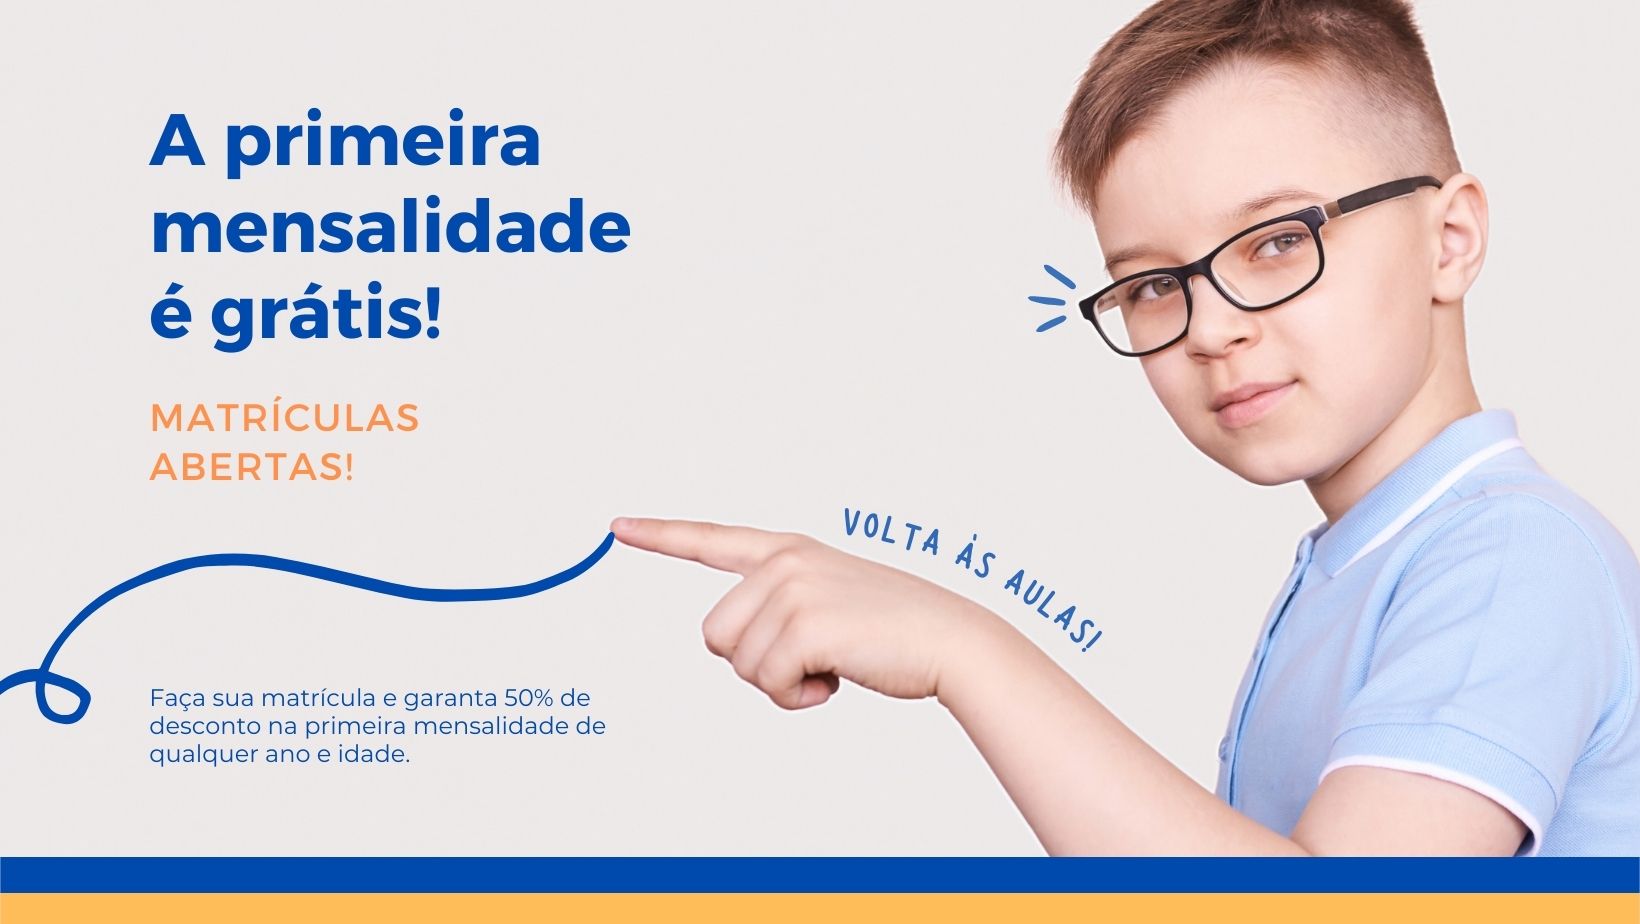 A primeira
mensalidade
é grátis!
MATRÍCULAS
ABERTAS!
VOLTA ÀS AULAS!
Faça sua matrícula e garanta 50% de
desconto na primeira mensalidade de
qualquer ano e idade.